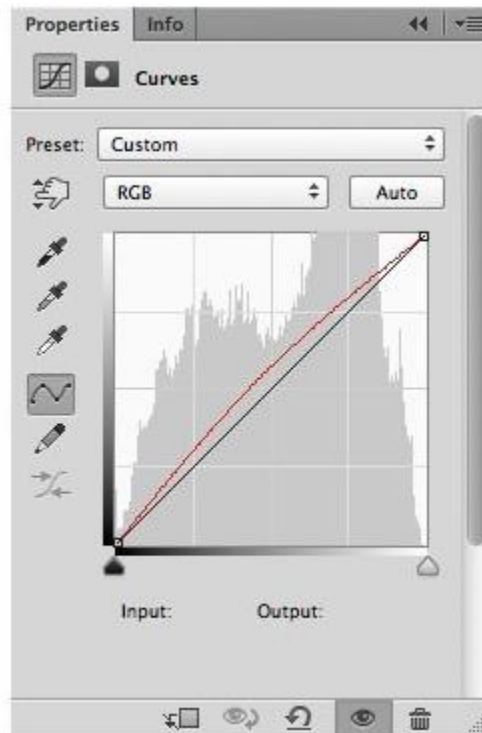 Properties Info
Curves
Preset: Custom
RGB Auto
Input: Output: